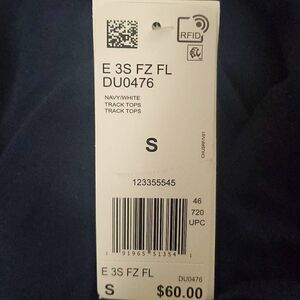 RFID
E 3S FZ FL
DU0476
NAVY/WHITE
TRACK TOPS
TRACK TOPS
S
123355545
46
720
UPC
E 3S FZ FL
DU0476
S
$60.00